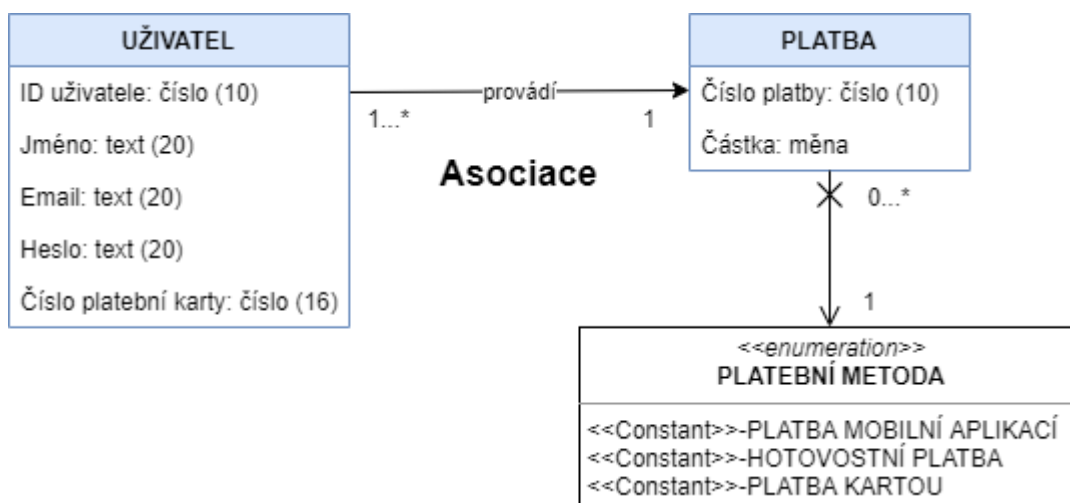 UŽIVATEL
ID uživatele: číslo (10)
Jméno: text (20)
Email: text (20)
Heslo: text (20)
Číslo platební karty: číslo (16)
provádí
1...*
1
Asociace
PLATBA
Číslo platby: číslo (10)
Částka: měna
0...*
1
<<enumeration>>
PLATEBNÍ METODA
<<Constant>>-PLATBA MOBILNÍ APLIKACÍ
<<Constant>>-HOTOVOSTNÍ PLATBA
<<Constant>>-PLATBA KARTOU